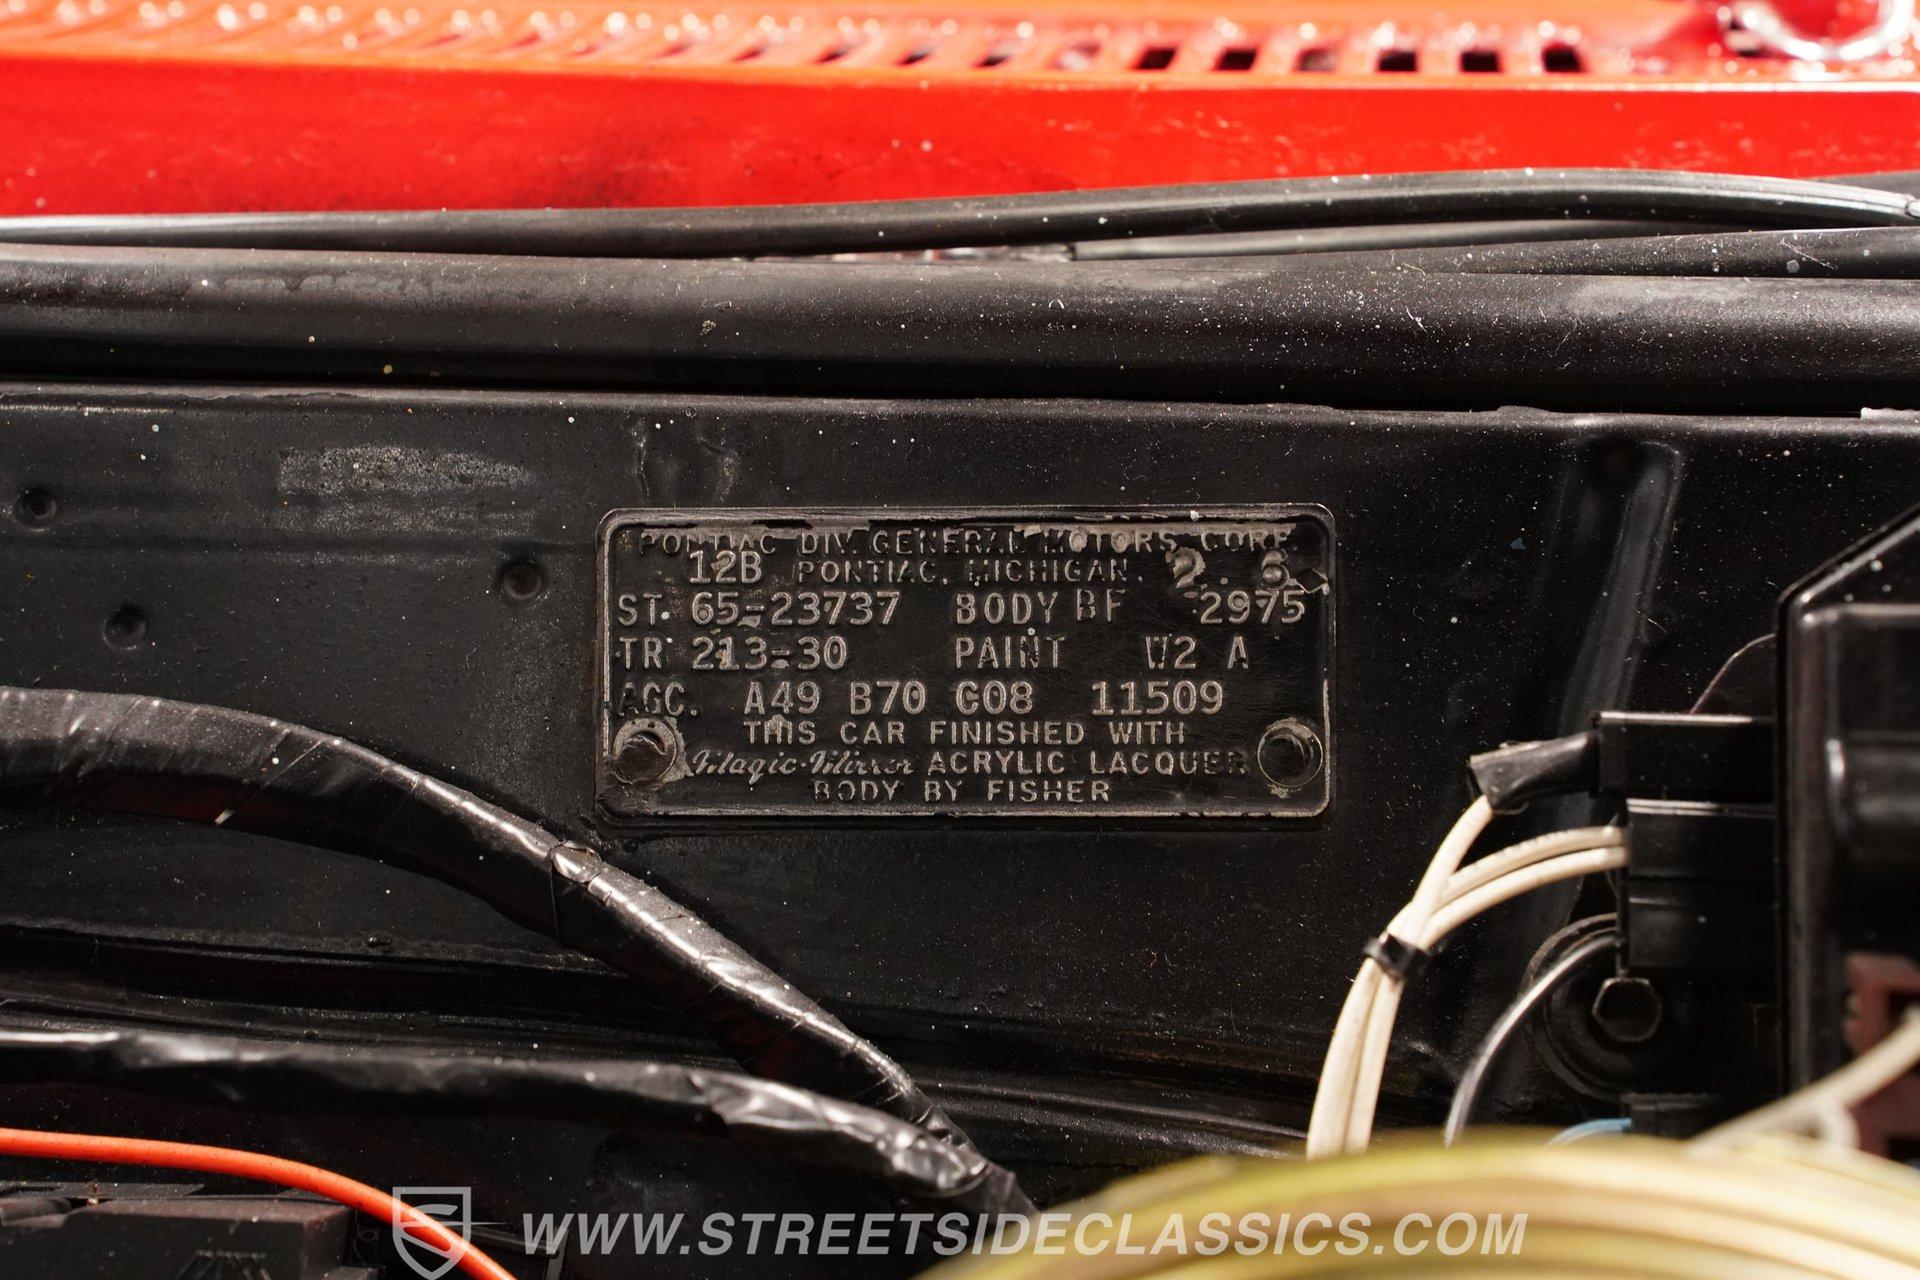 PONTIAC DIV. GENERAL MOTORS CORP.
12B PONTIAC, MICHIGAN.
ST 65-23737 BODY BF 2975
TR 213-30 PAINT 2 A
ACC. A49 B70 G08 11509
THIS CAR FINISHED WITH
Magic-Mirror ACRYLIC LACQUER
BODY BY FISHER
WWW.STREETSIDECLASSICS.COM